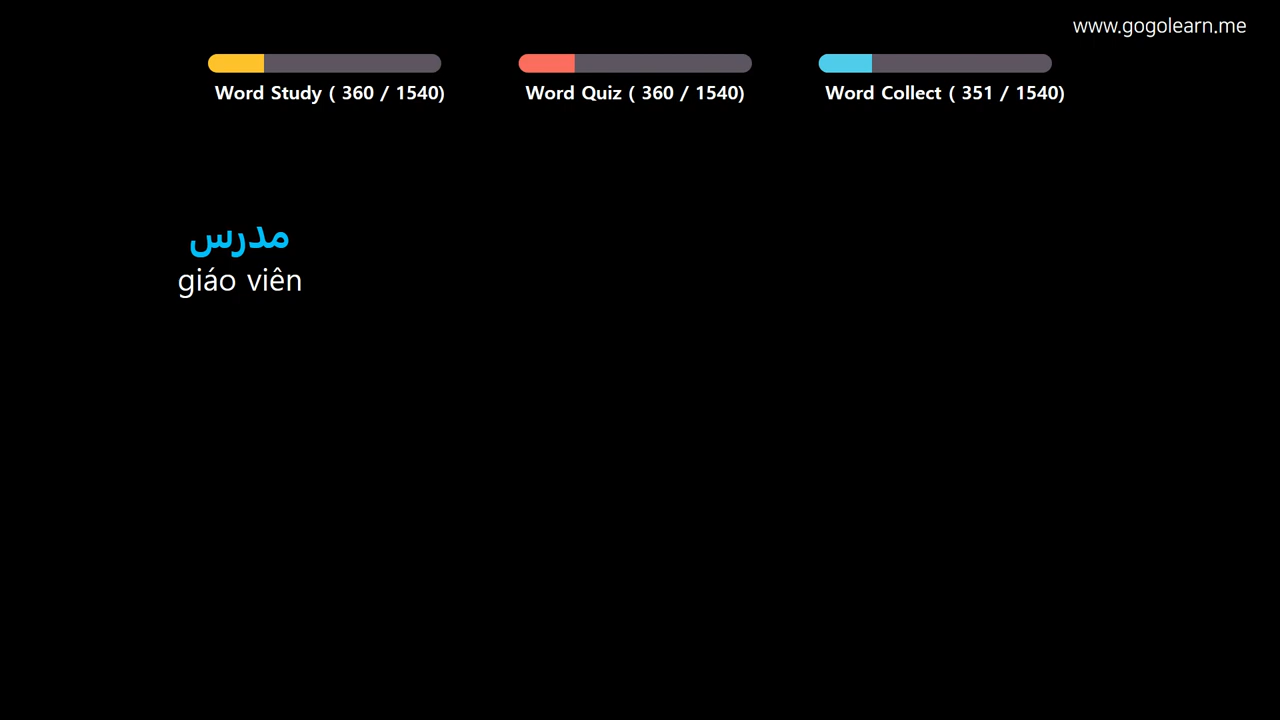 www.gogolearn.me
Word Study ( 360 / 1540)
Word Quiz ( 360 / 1540)
Word Collect ( 351 / 1540)
مدرس
giáo viên